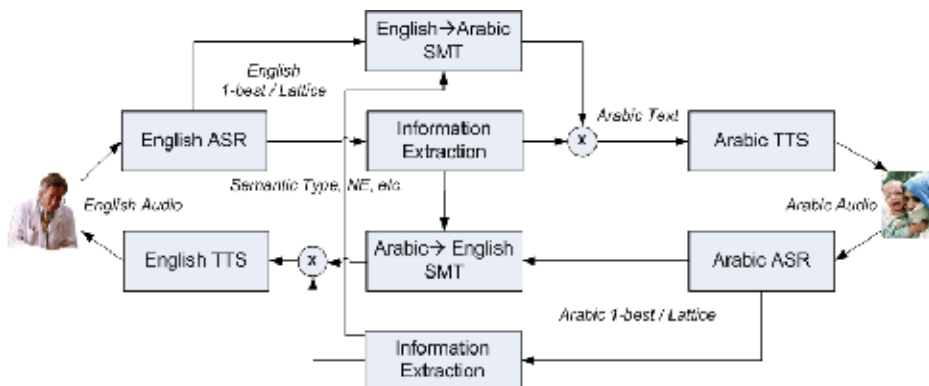 English→Arabic
SMT
English
1-best / Lattice
English ASR
Information
Extraction
x
Arabic Text
Arabic TTS
Semantic Type, NE, etc.
English Audio
Arabic Audio
English TTS
x
Arabic→ English
SMT
Arabic ASR
Arabic 1-best / Lattice
Information
Extraction